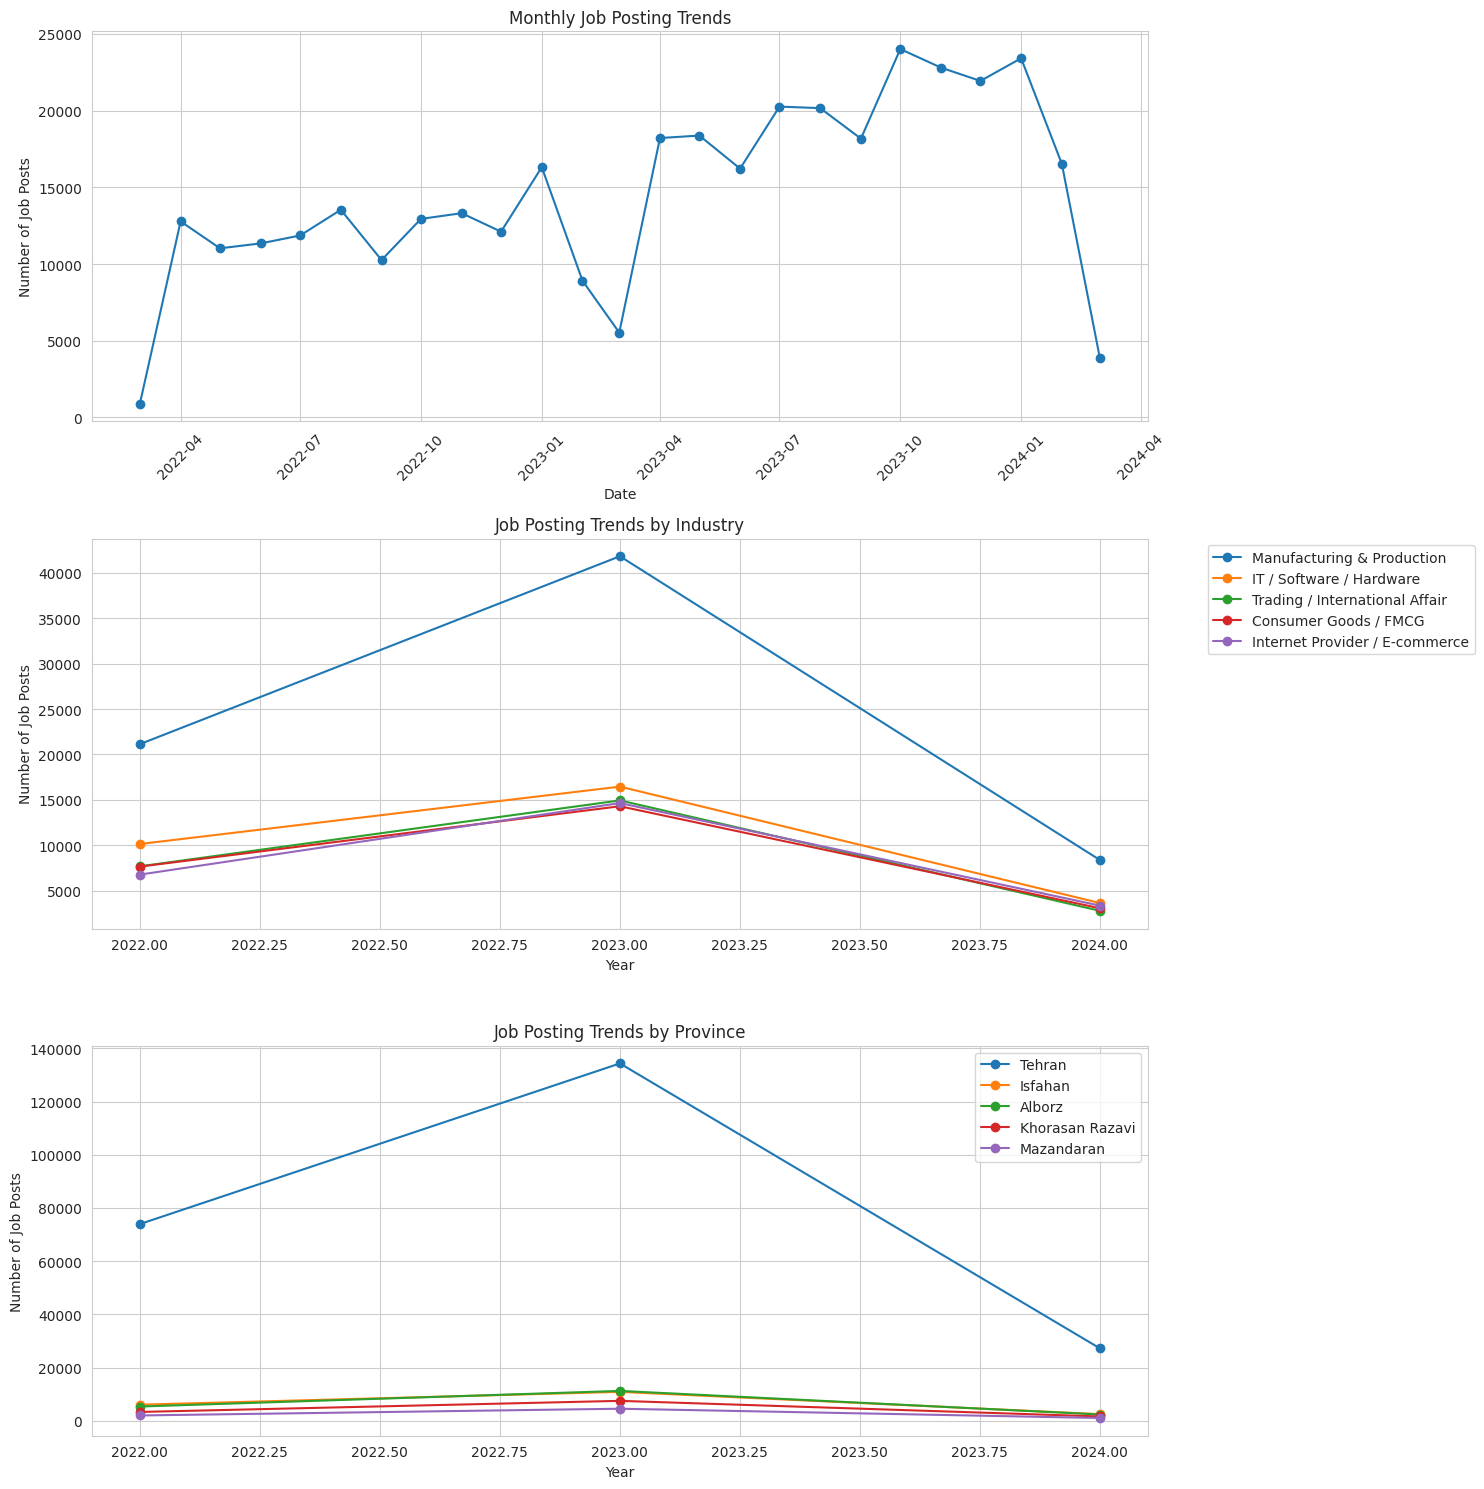 Monthly Job Posting Trends
25000
20000
15000
10000
5000
0
Number of Job Posts
2022-04
2022-07
2022-10
2023-01
2023-04
2023-07
2023-10
2024-01
2024-04
Date
Job Posting Trends by Industry
40000
35000
30000
25000
20000
15000
10000
5000
Number of Job Posts
2022.00
2022.25
2022.50
2022.75
2023.00
2023.25
2023.50
2023.75
2024.00
Year
Manufacturing & Production
IT / Software / Hardware
Trading / International Affair
Consumer Goods / FMCG
Internet Provider / E-commerce
Job Posting Trends by Province
140000
120000
100000
80000
60000
40000
20000
0
Number of Job Posts
Tehran
Isfahan
Alborz
Khorasan Razavi
Mazandaran
2022.00
2022.25
2022.50
2022.75
2023.00
2023.25
2023.50
2023.75
2024.00
Year